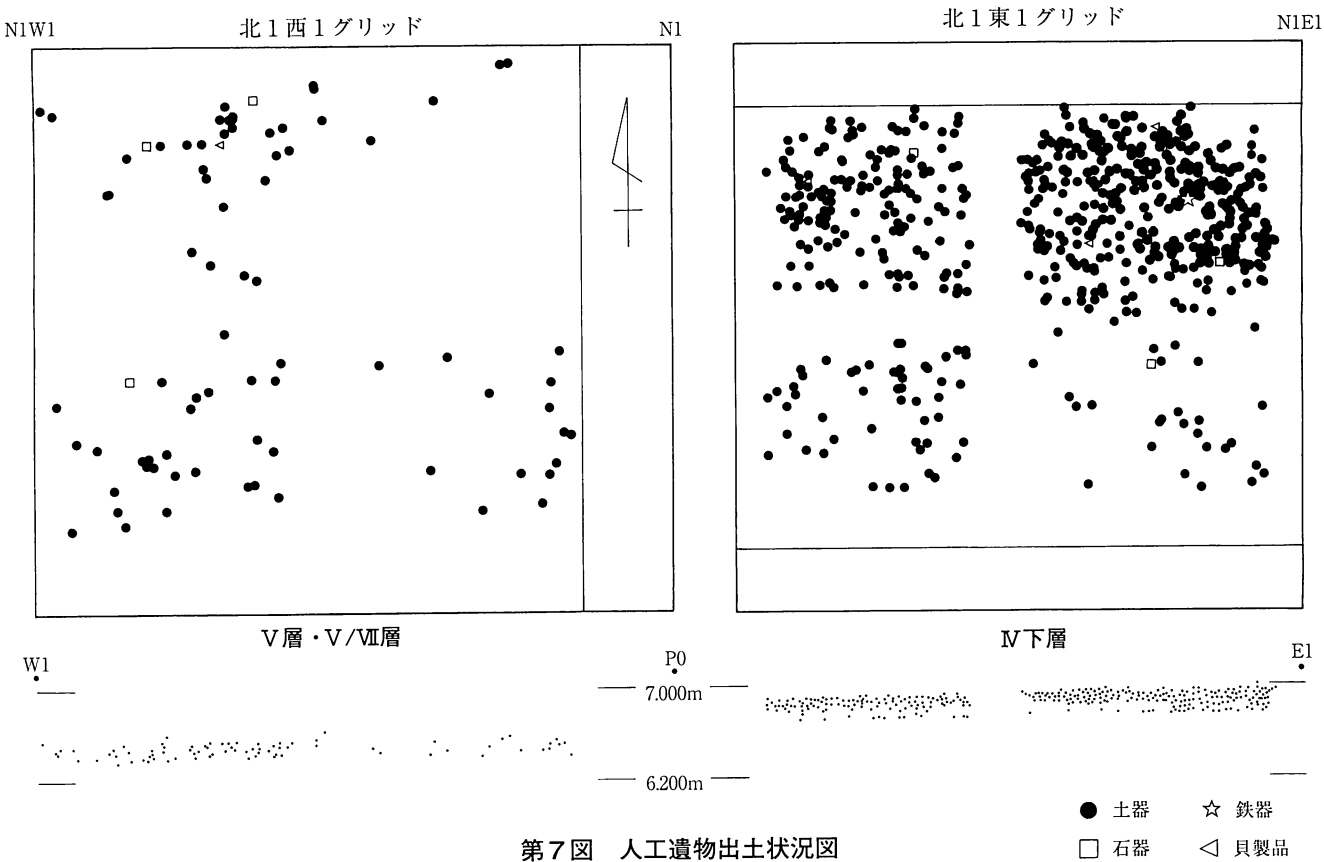 N1W1
北1西1グリッド
N1
北1東1グリッド
N1E1
Ⅴ層・Ⅴ/Ⅶ層
Ⅳ下層
W1
P0
E1
7.000m
6.200m
● 土器 ☆ 鉄器
□ 石器 ◁ 貝製品
第7図 人工遺物出土状況図